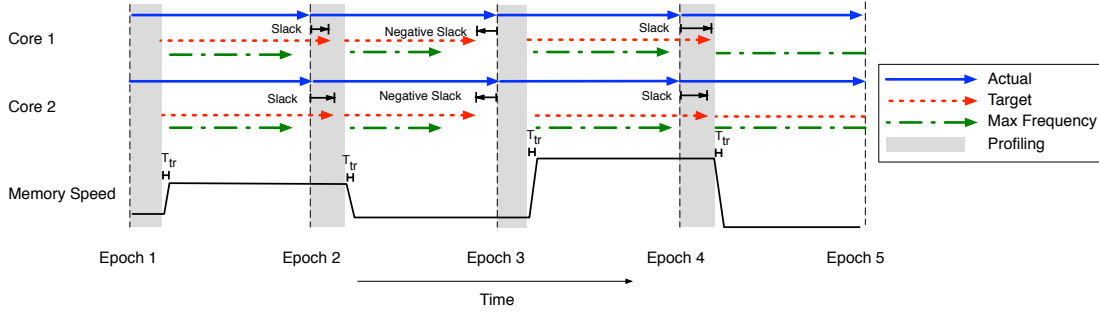 Slack Negative Slack Slack
Core 1
Slack Negative Slack Slack
Core 2
Actual
Target
Max Frequency
Profiling
T_tr T_tr T_tr T_tr
Memory Speed
Epoch 1 Epoch 2 Epoch 3 Epoch 4 Epoch 5
Time